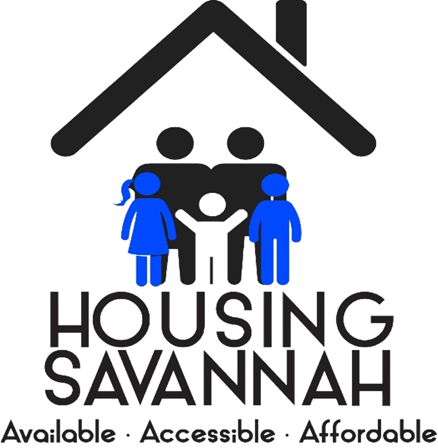 HOUSING
SAVANNAH
Available · Accessible · Affordable